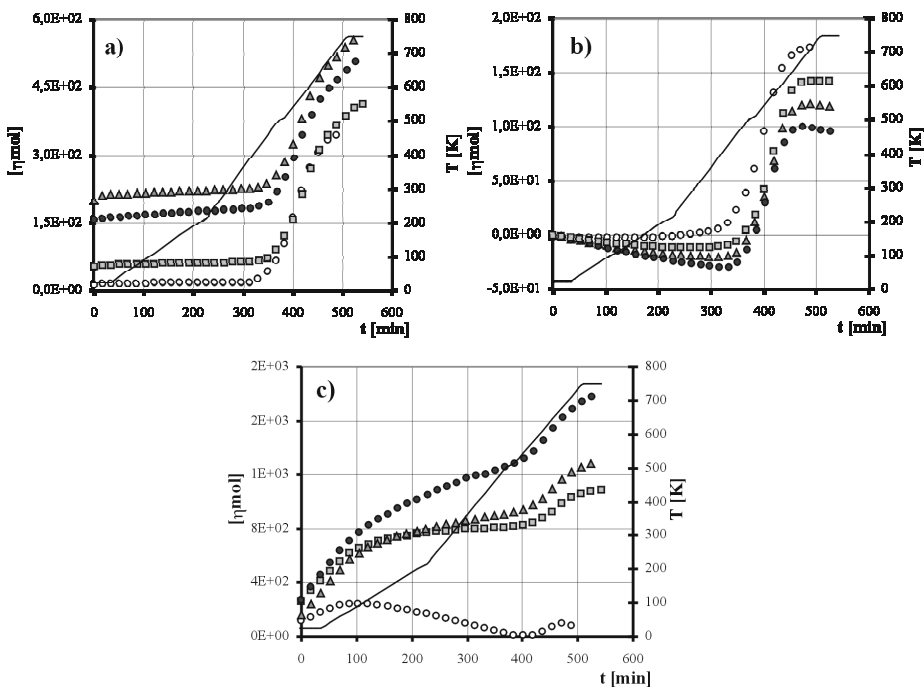 a)
6,0E+02
4,5E+02
3,0E+02
1,5E+02
0,0E+00
[ηmol]
800
700
600
500
400
300
200
100
0
T [K]
0 100 200 300 400 500 600
t [min]
b)
2,0E+02
1,5E+02
1,0E+02
5,0E+01
0,0E+00
-5,0E+01
[ηmol]
800
700
600
500
400
300
200
100
0
T [K]
0 100 200 300 400 500 600
t [min]
c)
2E+03
2E+03
1E+03
8E+02
4E+02
0E+00
[ηmol]
800
700
600
500
400
300
200
100
0
T [K]
0 100 200 300 400 500 600
t [min]